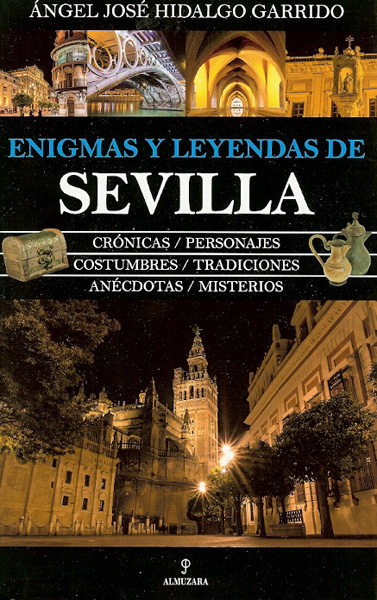 ÁNGEL JOSÉ HIDALGO GARRIDO
ENIGMAS Y LEYENDAS DE
SEVILLA
CRÓNICAS / PERSONAJES
COSTUMBRES / TRADICIONES
ANÉCDOTAS / MISTERIOS
ALMUZARA